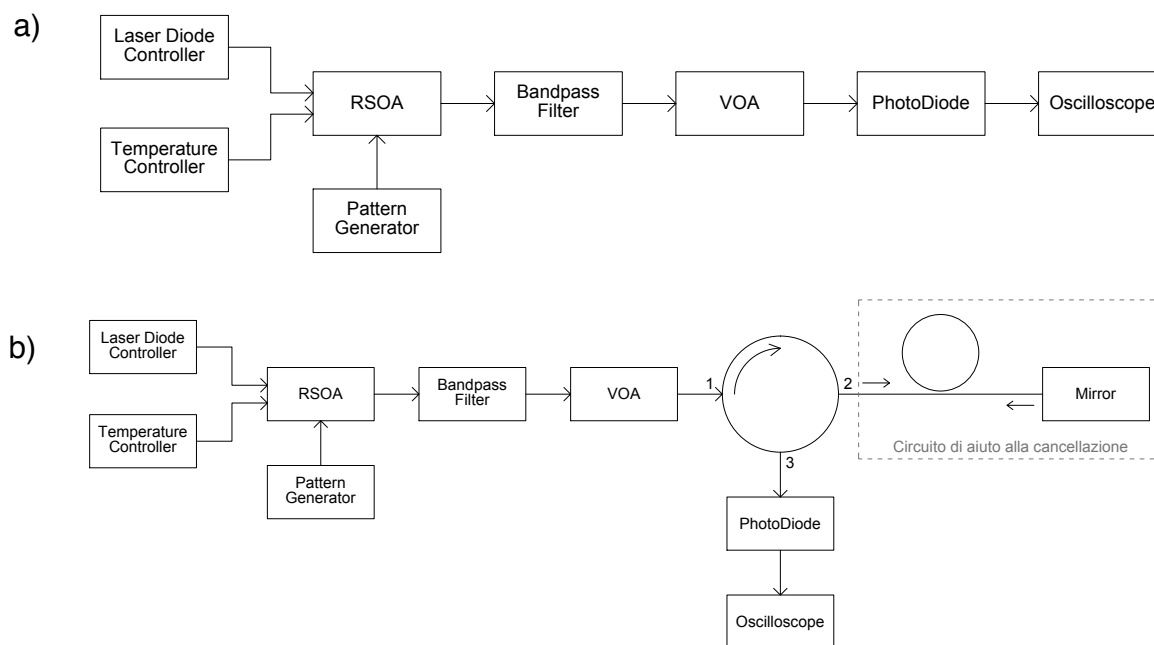 a)
Laser Diode
Controller
Temperature
Controller
RSOA
Pattern
Generator
Bandpass
Filter
VOA
PhotoDiode
Oscilloscope
b)
Laser Diode
Controller
Temperature
Controller
RSOA
Pattern
Generator
Bandpass
Filter
VOA
1
2
3
Mirror
Circuito di aiuto alla cancellazione
PhotoDiode
Oscilloscope